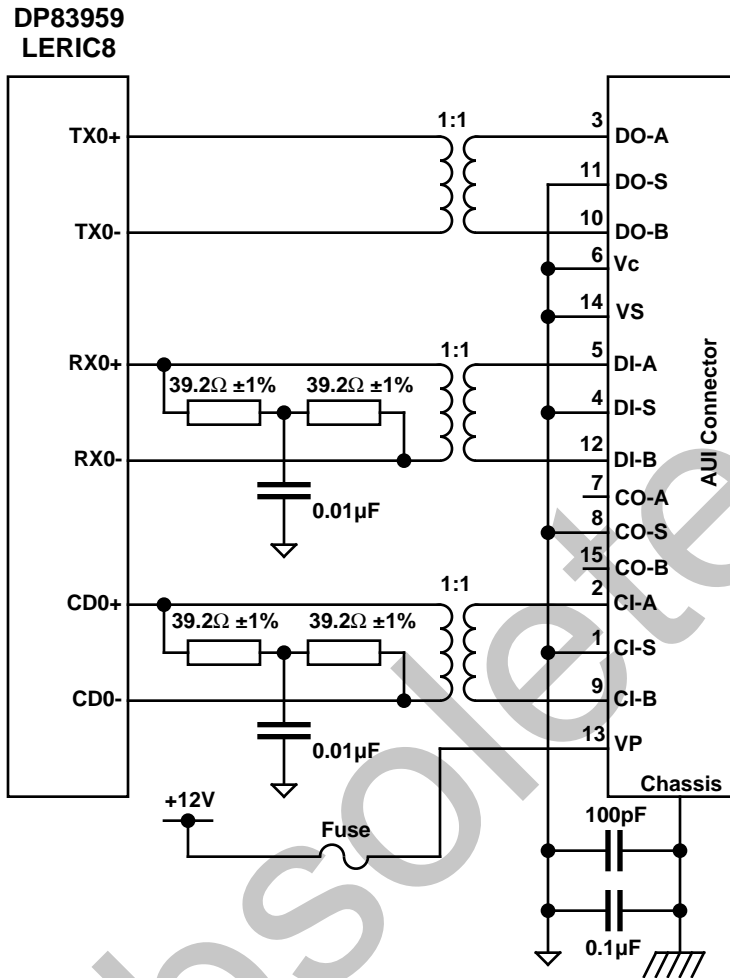 DP83959
LERIC8
TX0+
TX0-
RX0+
RX0-
CD0+
CD0-
1:1
39.2Ω ±1%
39.2Ω ±1%
0.01µF
1:1
39.2Ω ±1%
39.2Ω ±1%
0.01µF
1:1
+12V
Fuse
3 DO-A
11 DO-S
10 DO-B
6 Vc
14 VS
5 DI-A
4 DI-S
12 DI-B
7 CO-A
8 CO-S
15 CO-B
2 CI-A
1 CI-S
9 CI-B
13 VP
AUI Connector
Chassis
100pF
0.1µF
obsolete